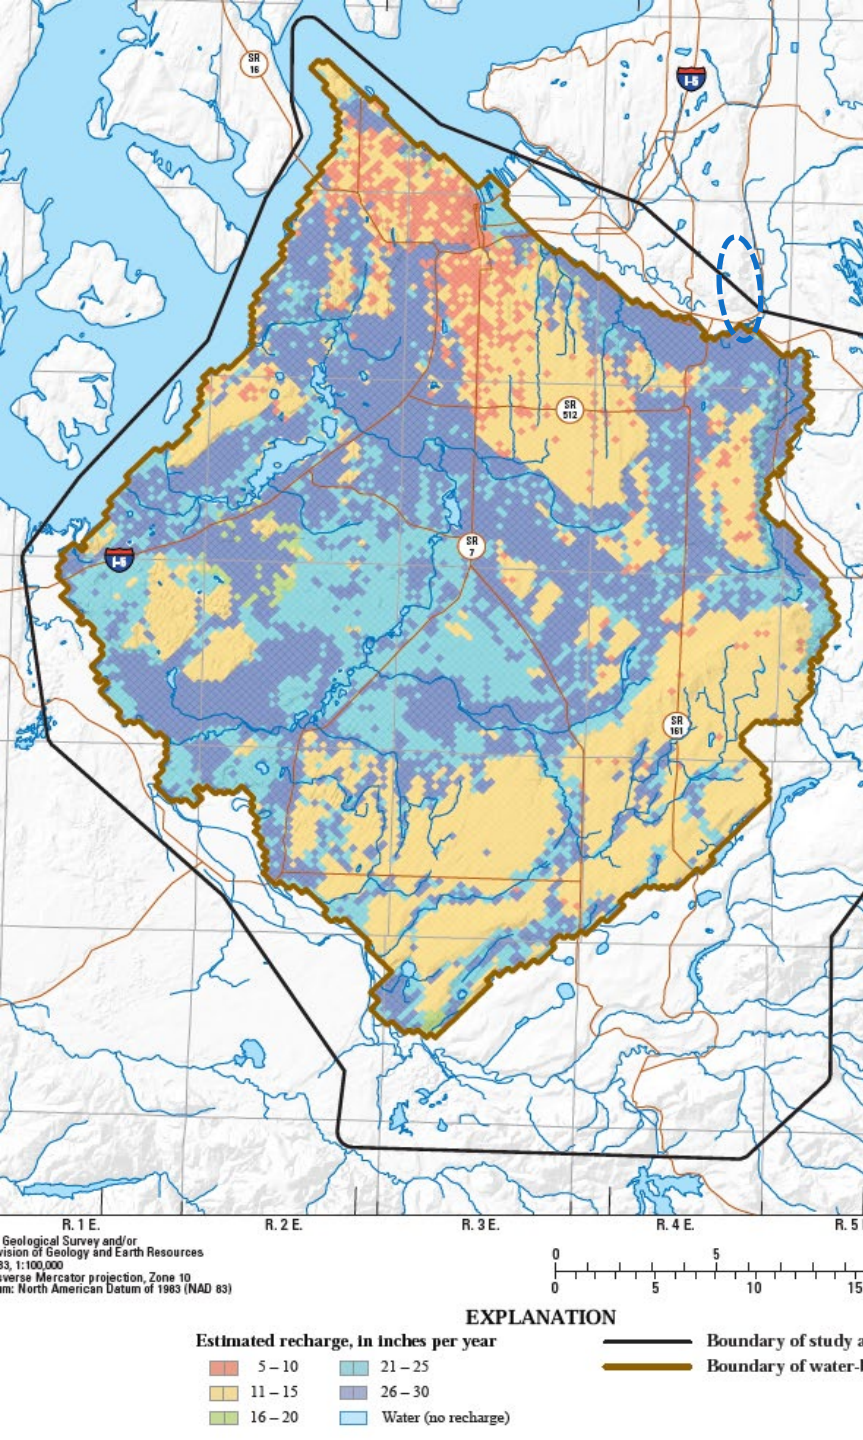 SR
16
I-5
SR
512
SR
7
I-5
SR
161
R. 1 E. R. 2 E. R. 3 E. R. 4 E. R. 5
Geological Survey and/or
vision of Geology and Earth Resources
83, 1:100,000
sverse Mercator projection, Zone 10
um: North American Datum of 1983 (NAD 83)
0 5
0 5 10 15
EXPLANATION
Estimated recharge, in inches per year
5 – 10
11 – 15
16 – 20
21 – 25
26 – 30
Water (no recharge)
Boundary of study a
Boundary of water-